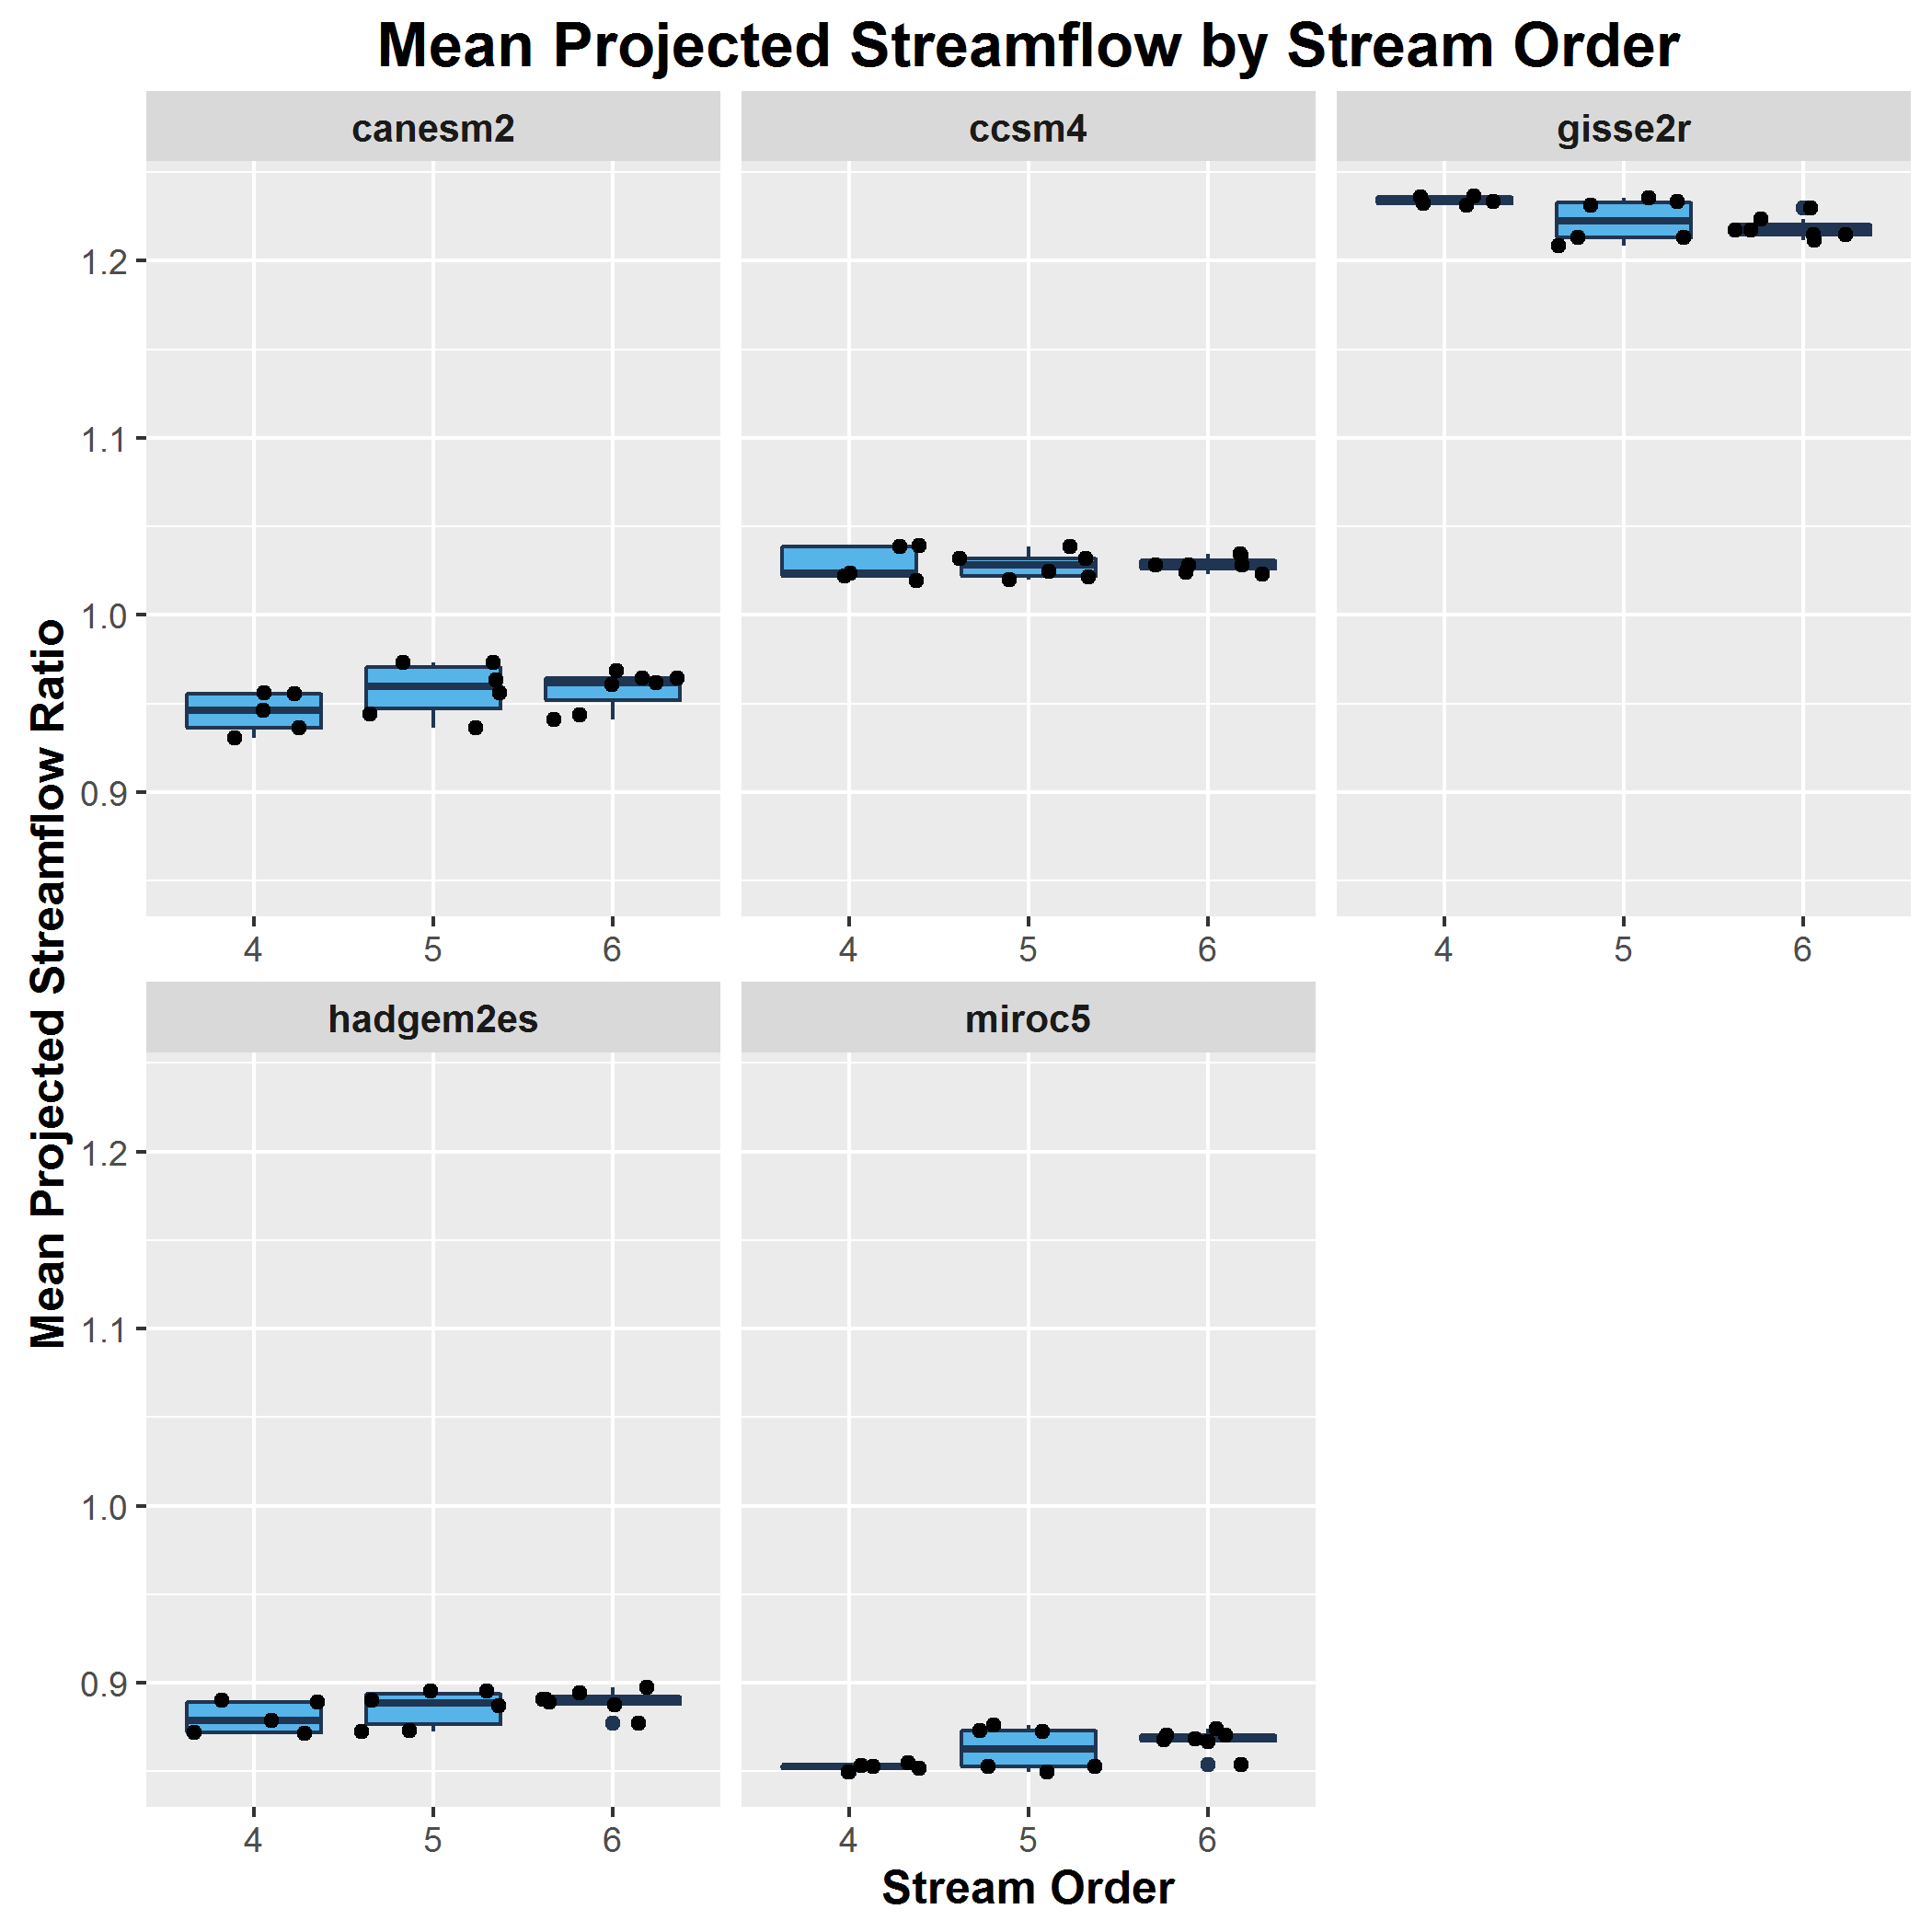 Mean Projected Streamflow by Stream Order
canesm2
ccsm4
gisse2r
1.2
1.1
1.0
0.9
4 5 6
4 5 6
4 5 6
hadgem2es
miroc5
1.2
1.1
1.0
0.9
4 5 6
4 5 6
Mean Projected Streamflow Ratio
Stream Order